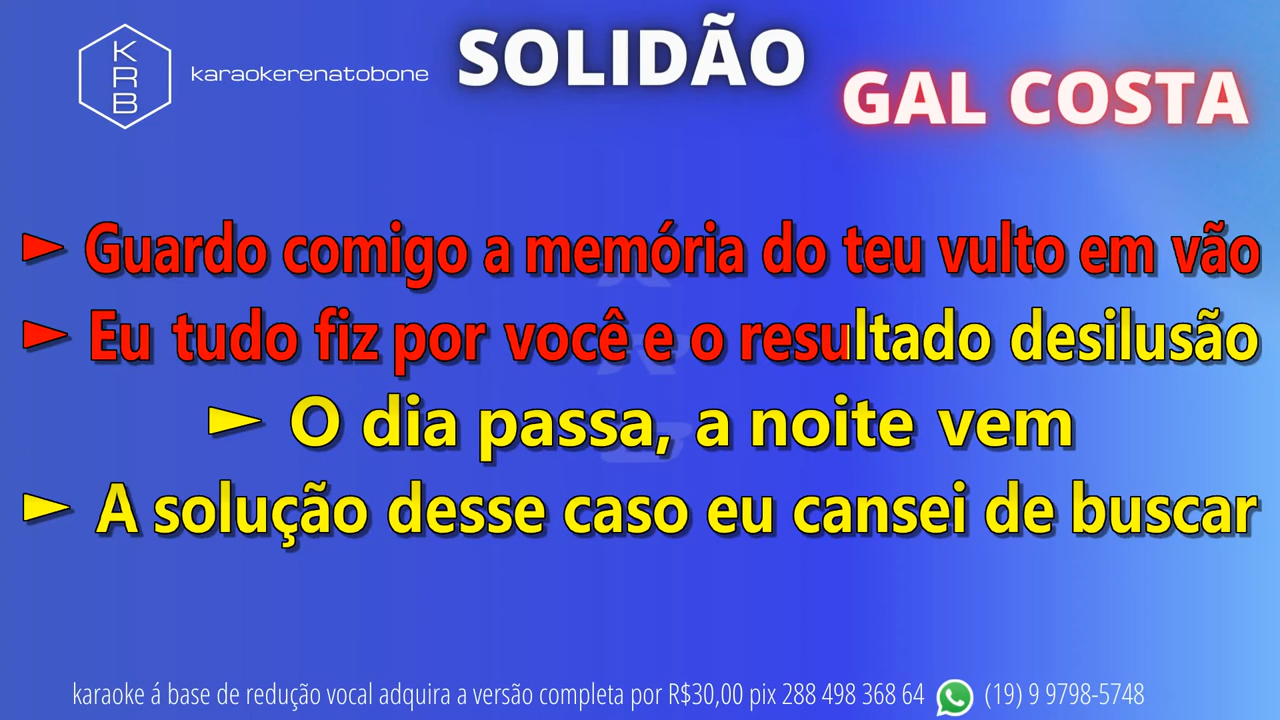 K
R
B
karaokerenatobone
SOLIDÃO
GAL COSTA
► Guardo comigo a memória do teu vulto em vão
► Eu tudo fiz por você e o resultado desilusão
► O dia passa, a noite vem
► A solução desse caso eu cansei de buscar
karaoke á base de redução vocal adquira a versão completa por R$30,00 pix 288 498 368 64 (19) 9 9798-5748